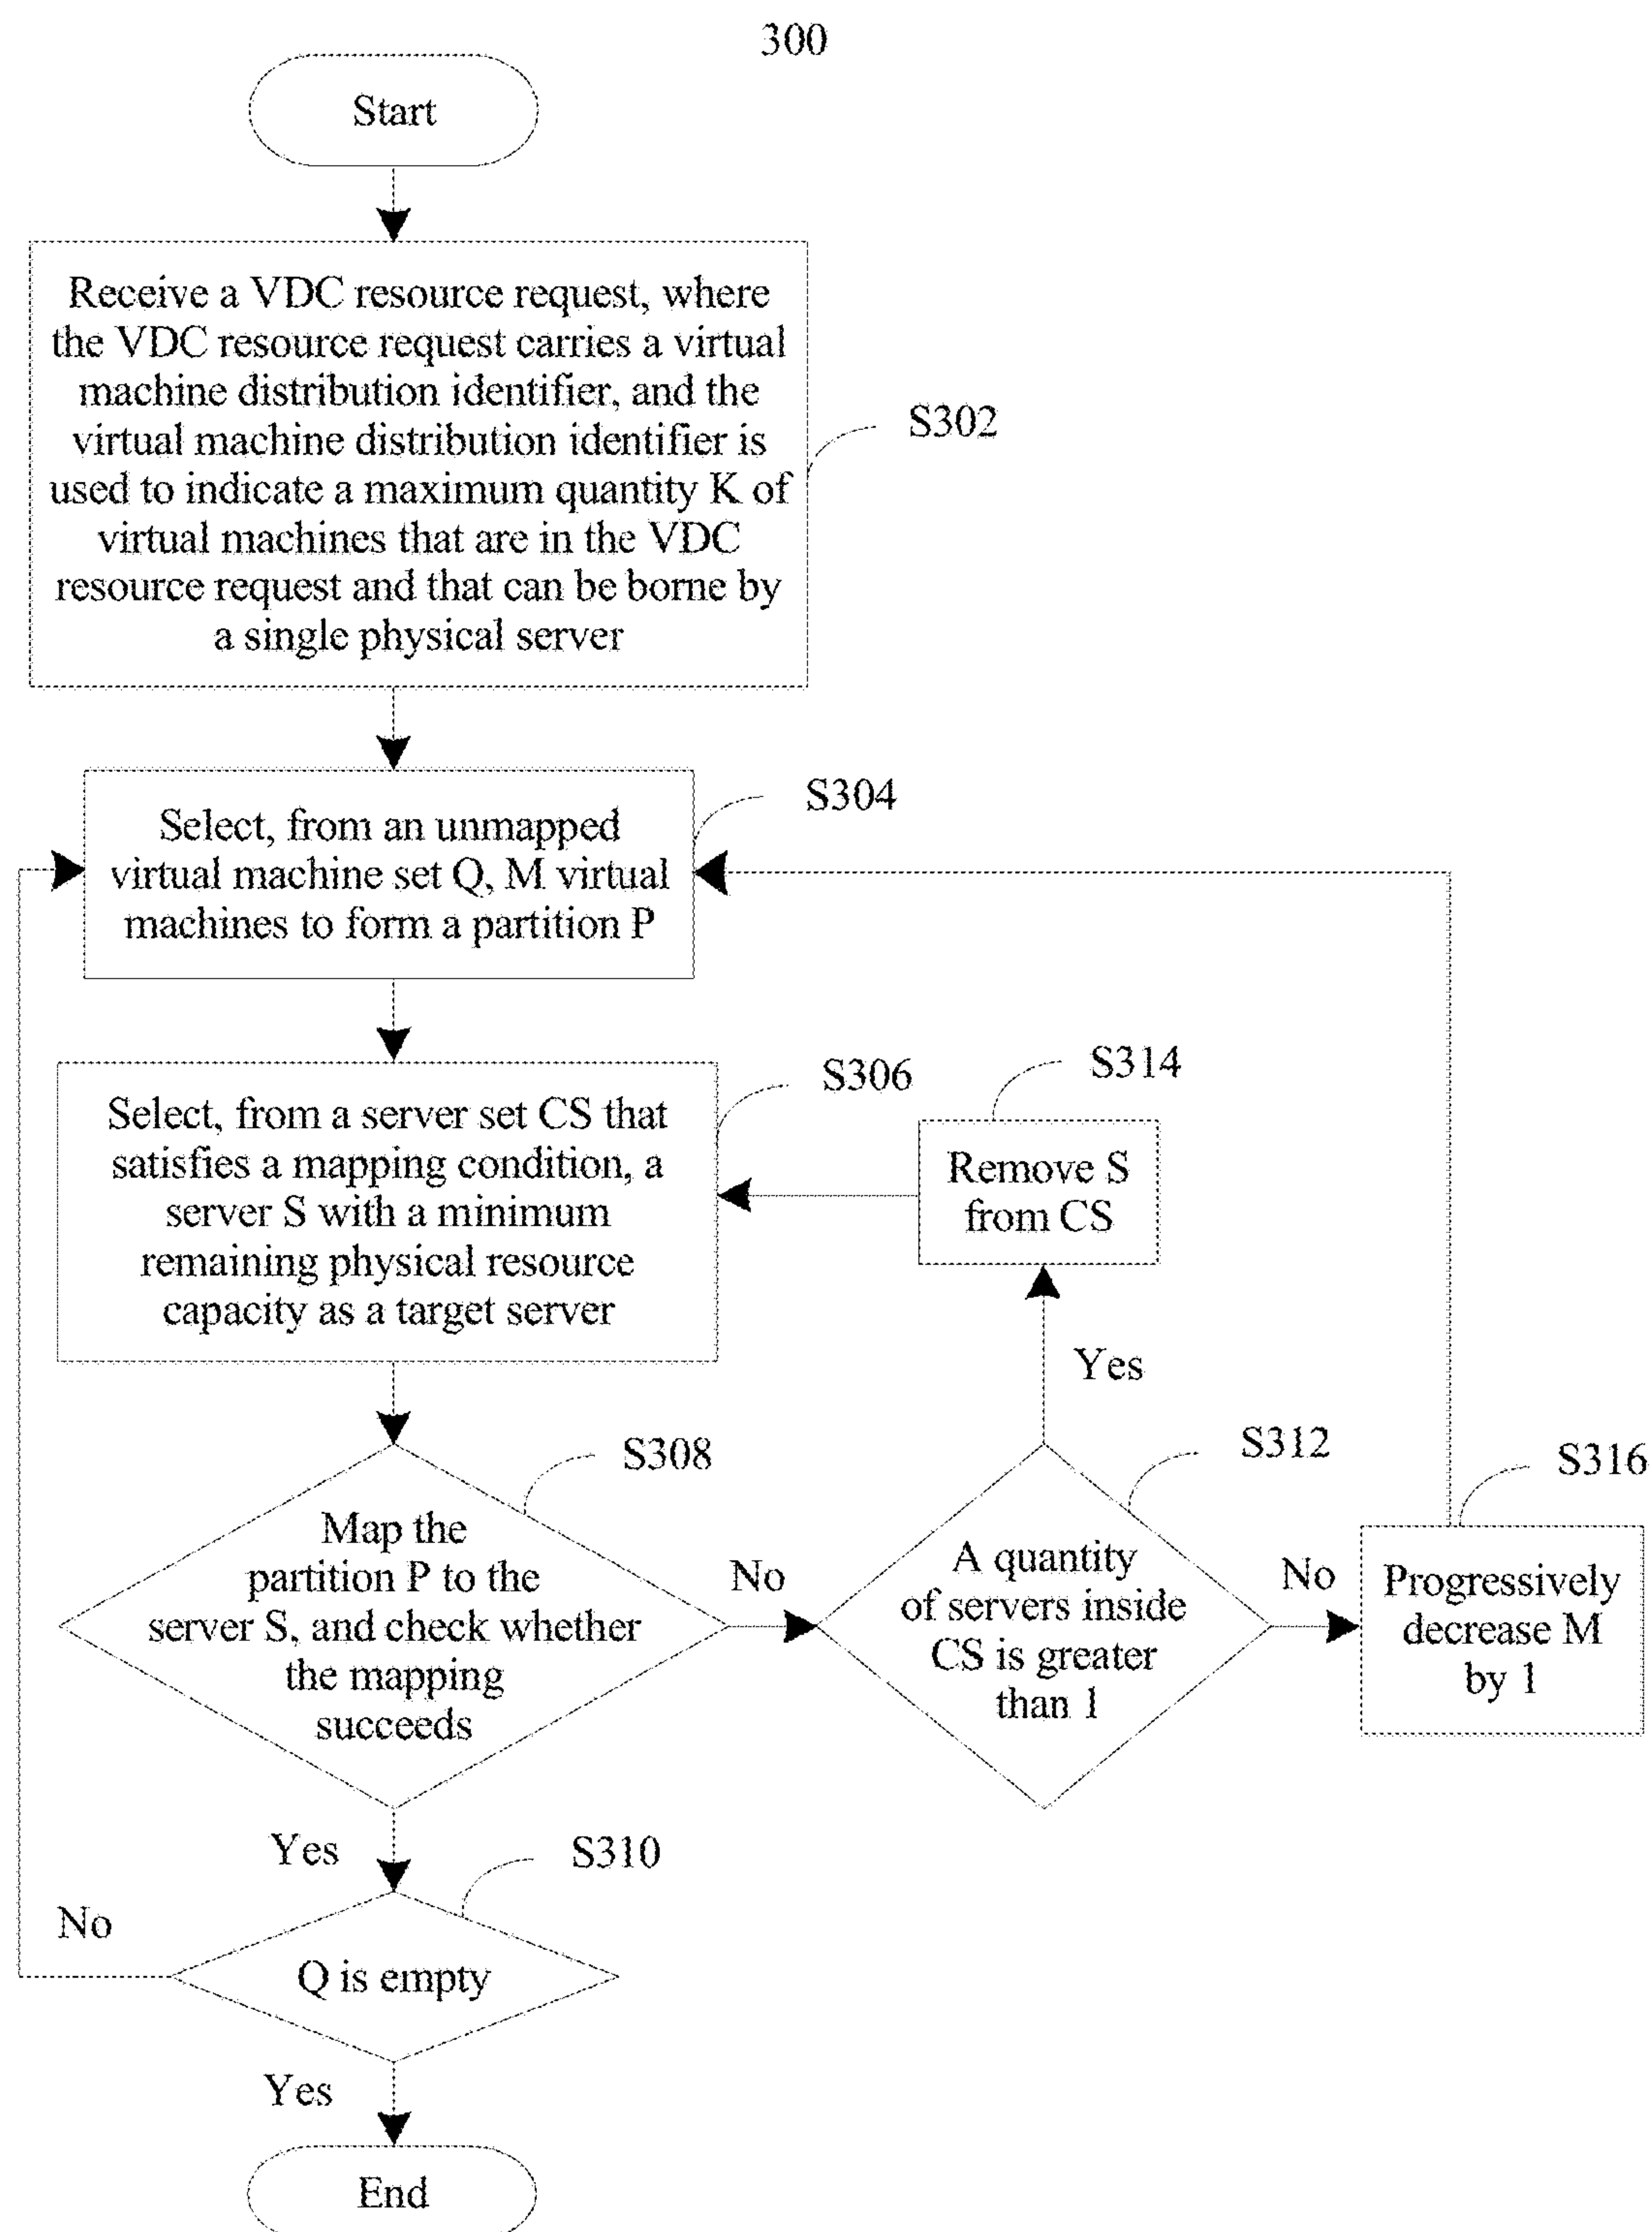 300
Start
Receive a VDC resource request, where
the VDC resource request carries a virtual
machine distribution identifier, and the
virtual machine distribution identifier is
used to indicate a maximum quantity K of
virtual machines that are in the VDC
resource request and that can be borne by
a single physical server
S302
S304
Select, from an unmapped
virtual machine set Q, M virtual
machines to form a partition P
S306
Select, from a server set CS that
satisfies a mapping condition, a
server S with a minimum
remaining physical resource
capacity as a target server
S314
Remove S
from CS
Yes
S308
Map the
partition P to the
server S, and check whether
the mapping
succeeds
No
S312
A quantity
of servers inside
CS is greater
than 1
No
S316
Progressively
decrease M
by 1
Yes
S310
No
Q is empty
Yes
End